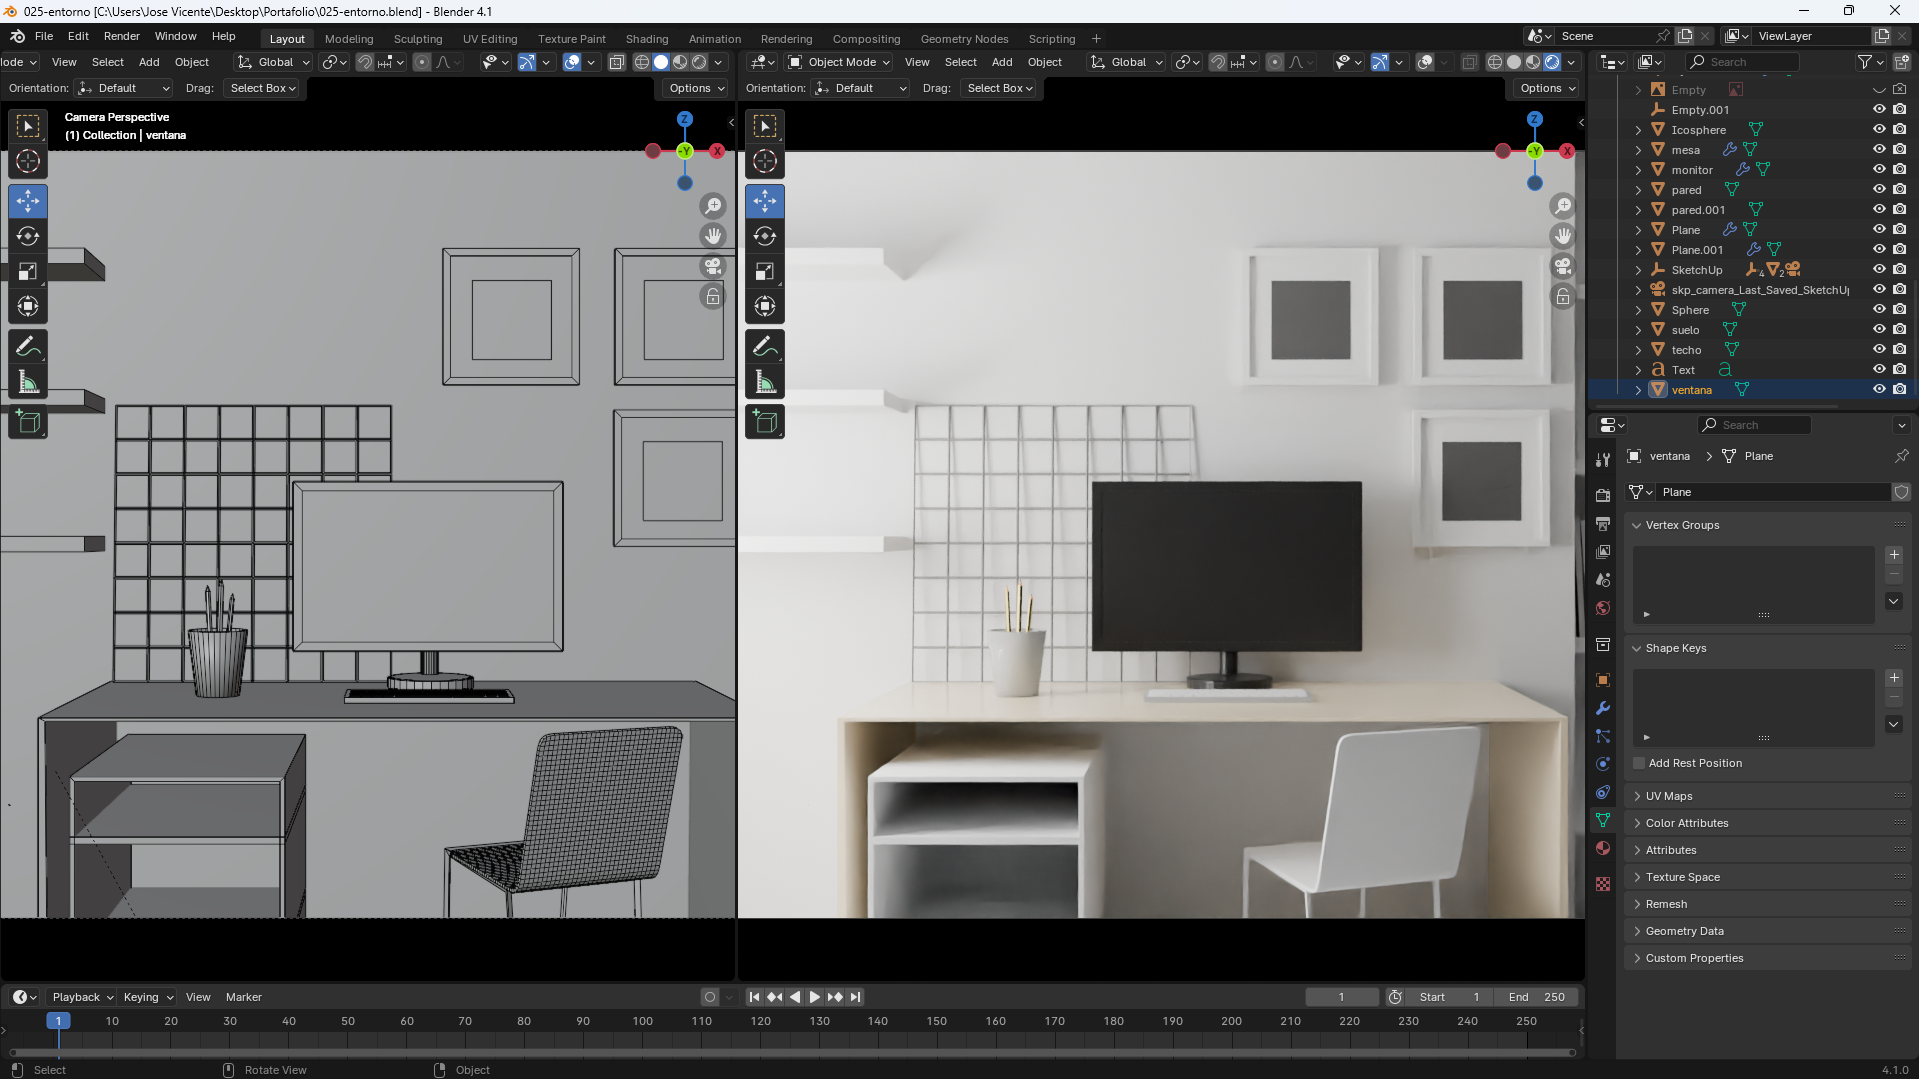 025-entorno [C:\Users\Jose Vicente\Desktop\Portafolio\025-entorno.blend] - Blender 4.1
File Edit Render Window Help Layout Modeling Sculpting UV Editing Texture Paint Shading Animation Rendering Compositing Geometry Nodes Scripting + Scene ViewLayer
ode View Select Add Object Global Object Mode View Select Add Object Global Search
Orientation: Default Drag: Select Box Options Orientation: Default Drag: Select Box Options
Camera Perspective
(1) Collection | ventana
Z
-Y
X
Z
-Y
X
Empty
Empty.001
Icosphere
mesa
monitor
pared
pared.001
Plane
Plane.001
SketchUp 4 2
skp_camera_Last_Saved_SketchU
Sphere
suelo
techo
Text a
ventana
Search
ventana > Plane
Plane
Vertex Groups
Shape Keys
Add Rest Position
UV Maps
Color Attributes
Attributes
Texture Space
Remesh
Geometry Data
Custom Properties
Playback Keying View Marker 1 Start 1 End 250
1 10 20 30 40 50 60 70 80 90 100 110 120 130 140 150 160 170 180 190 200 210 220 230 240 250
Select Rotate View Object 4.1.0